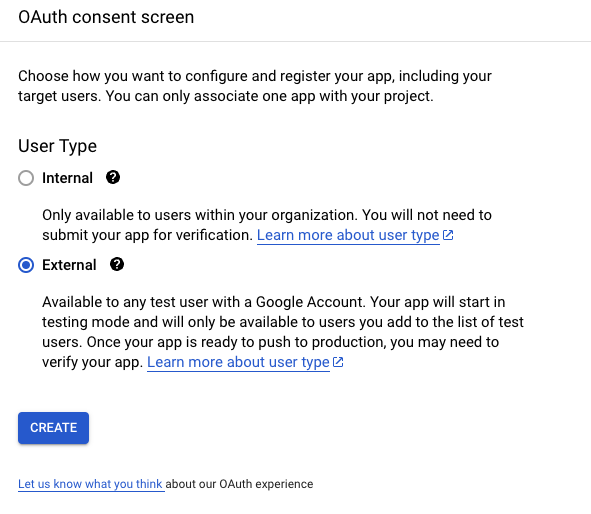 OAuth consent screen
Choose how you want to configure and register your app, including your
target users. You can only associate one app with your project.
User Type
Internal
Only available to users within your organization. You will not need to
submit your app for verification. Learn more about user type
External
Available to any test user with a Google Account. Your app will start in
testing mode and will only be available to users you add to the list of test
users. Once your app is ready to push to production, you may need to
verify your app. Learn more about user type
CREATE
Let us know what you think about our OAuth experience